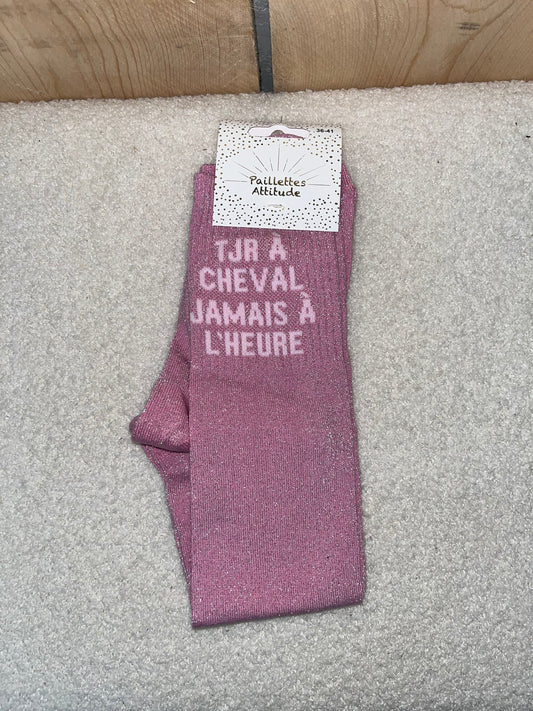 36-41
Paillettes
Attitude
TJR À
CHEVAL
JAMAIS À
L'HEURE